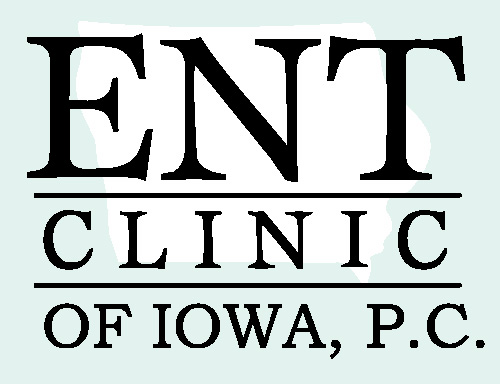 ENT
CLINIC
OF IOWA, P.C.